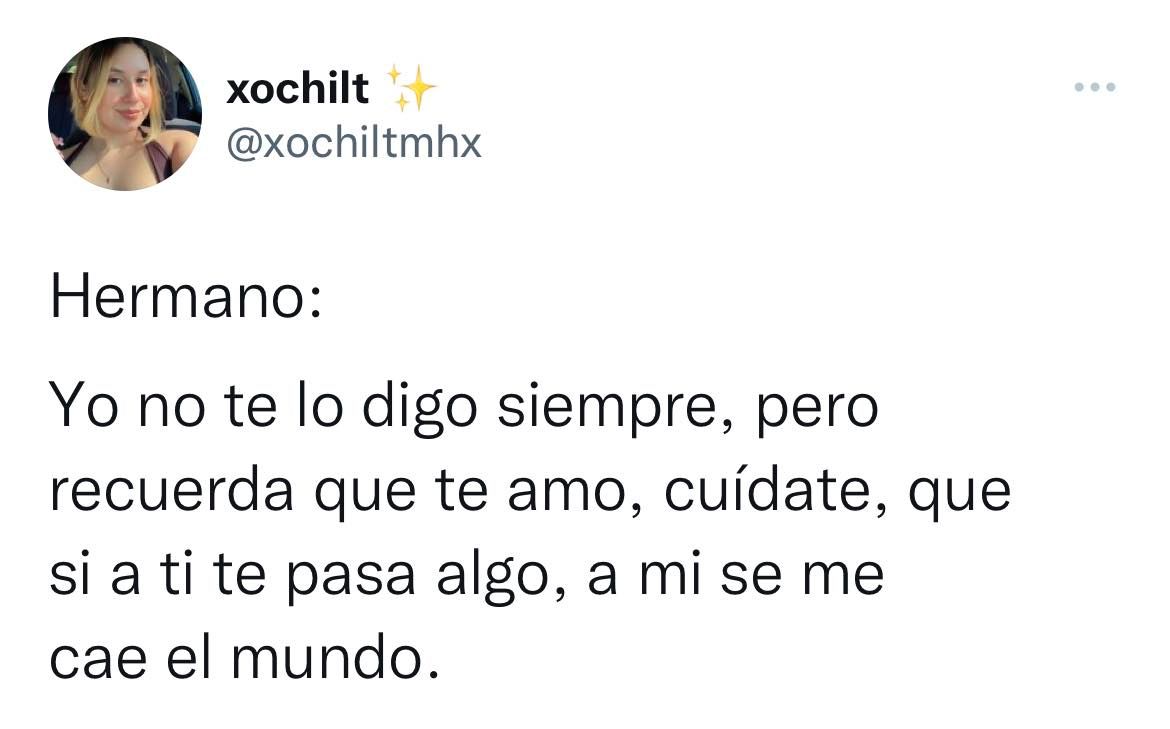 xochilt ✨
@xochiltmhx
Hermano:
Yo no te lo digo siempre, pero
recuerda que te amo, cuídate, que
si a ti te pasa algo, a mi se me
cae el mundo.